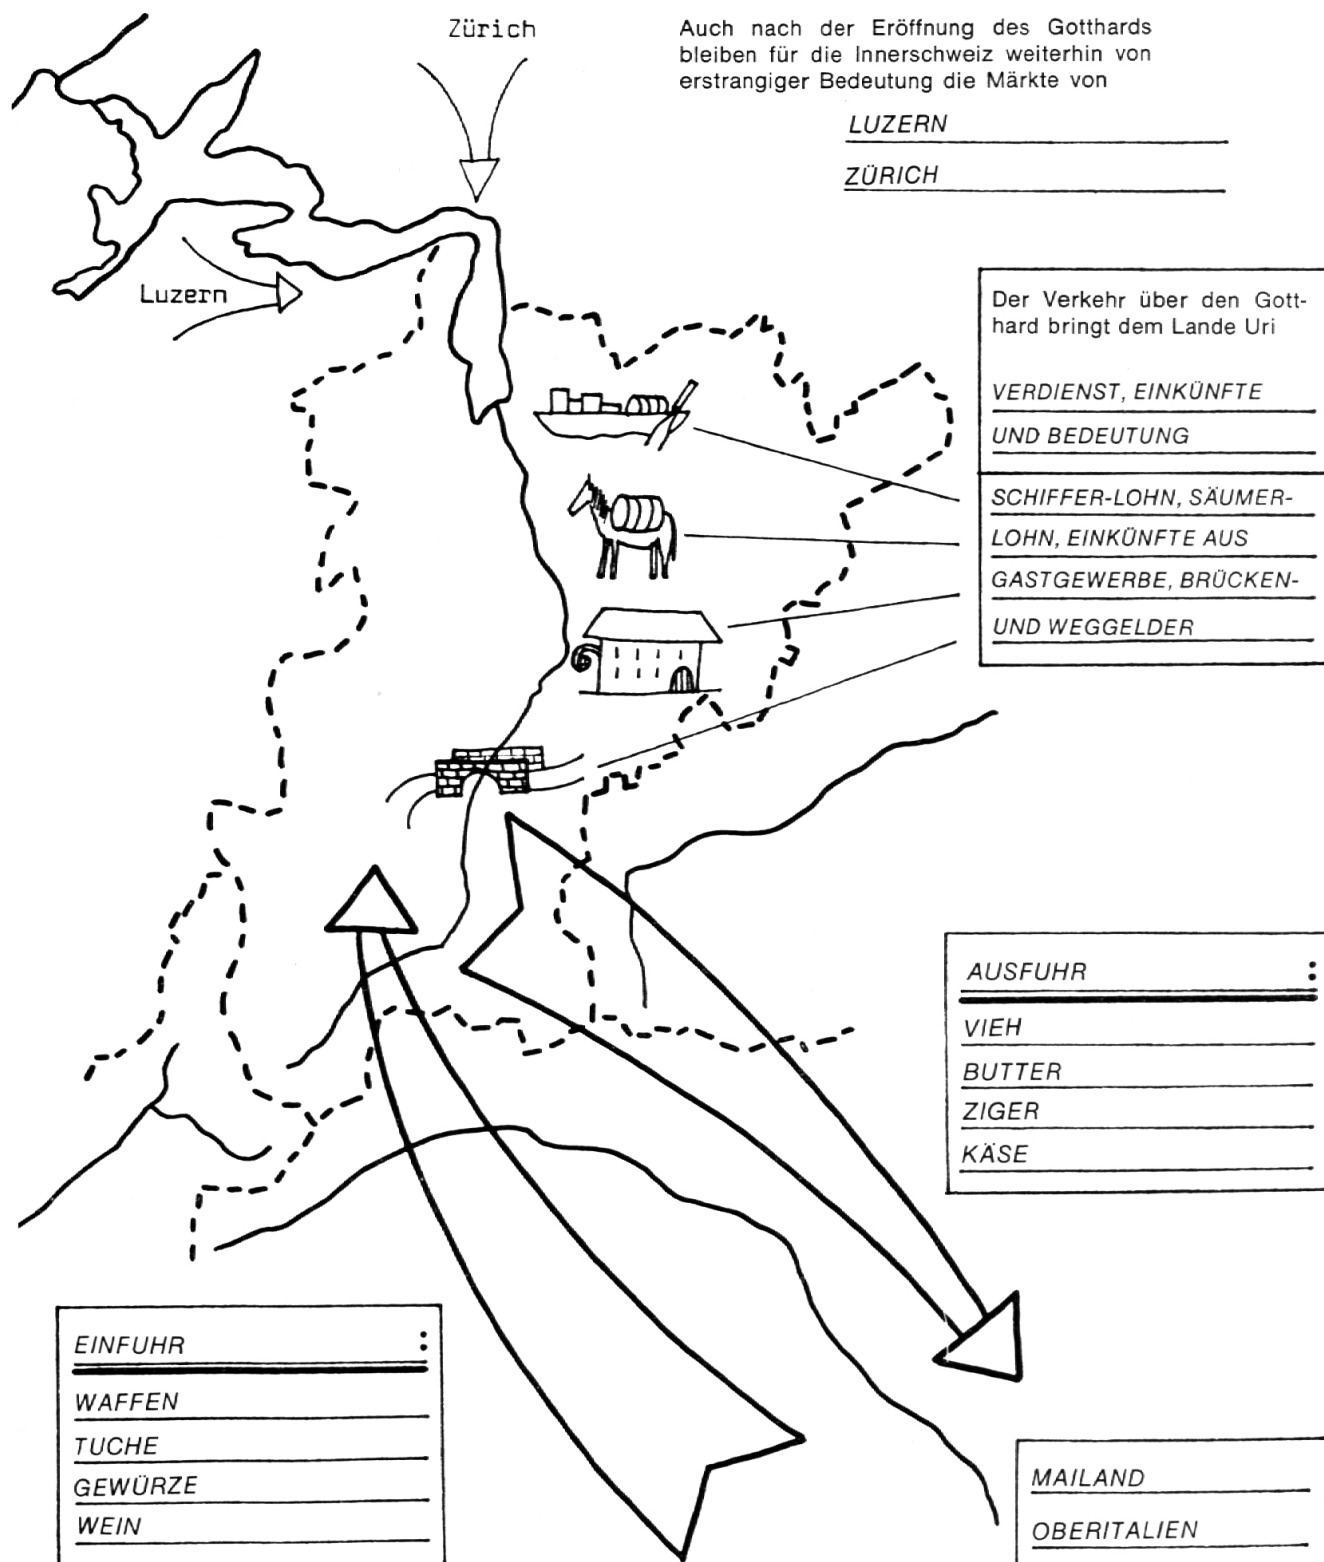 Zürich
Auch nach der Eröffnung des Gotthards
bleiben für die Innerschweiz weiterhin von
erstrangiger Bedeutung die Märkte von
LUZERN
ZÜRICH
Luzern
Der Verkehr über den Gott-
hard bringt dem Lande Uri
VERDIENST, EINKÜNFTE
UND BEDEUTUNG
SCHIFFER-LOHN, SÄUMER-
LOHN, EINKÜNFTE AUS
GASTGEWERBE, BRÜCKEN-
UND WEGGELDER
AUSFUHR :
VIEH
BUTTER
ZIGER
KÄSE
EINFUHR :
WAFFEN
TUCHE
GEWÜRZE
WEIN
MAILAND
OBERITALIEN